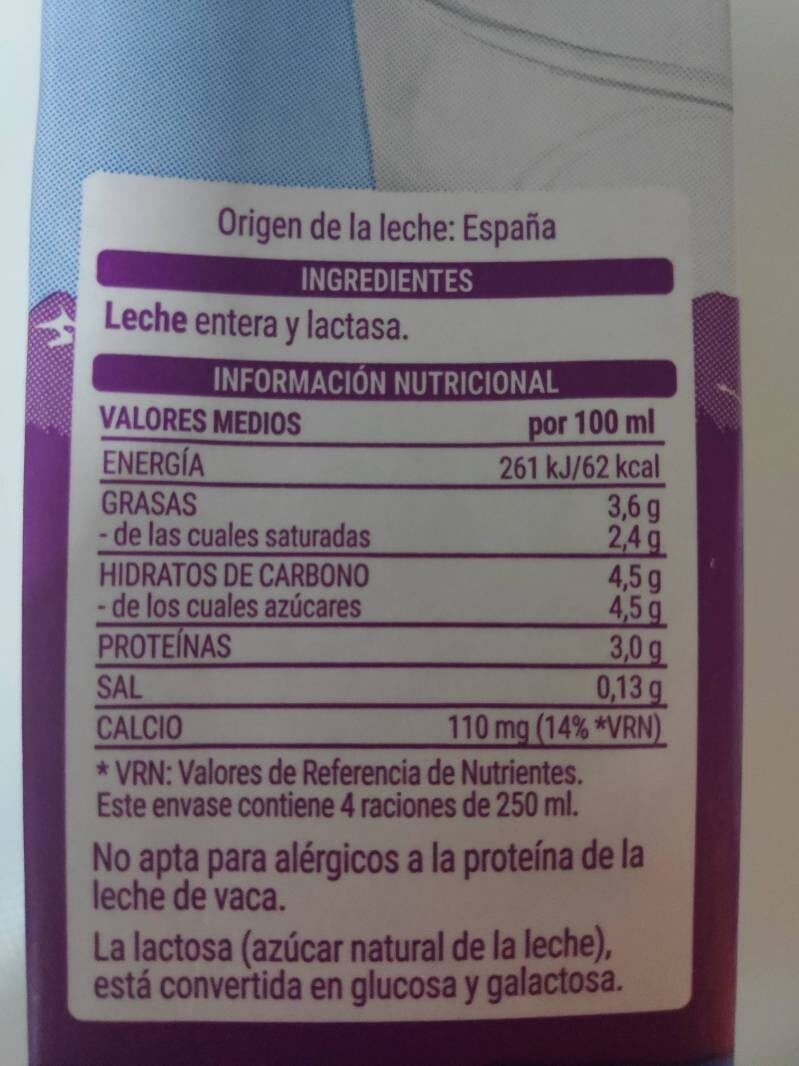 Origen de la leche: España
INGREDIENTES
Leche entera y lactasa.
INFORMACIÓN NUTRICIONAL
VALORES MEDIOS por 100 ml
ENERGÍA 261 kJ/62 kcal
GRASAS 3,6 g
- de las cuales saturadas 2,4 g
HIDRATOS DE CARBONO 4,5 g
- de los cuales azúcares 4,5 g
PROTEÍNAS 3,0 g
SAL 0,13 g
CALCIO 110 mg (14% *VRN)
* VRN: Valores de Referencia de Nutrientes.
Este envase contiene 4 raciones de 250 ml.
No apta para alérgicos a la proteína de la
leche de vaca.
La lactosa (azúcar natural de la leche),
está convertida en glucosa y galactosa.